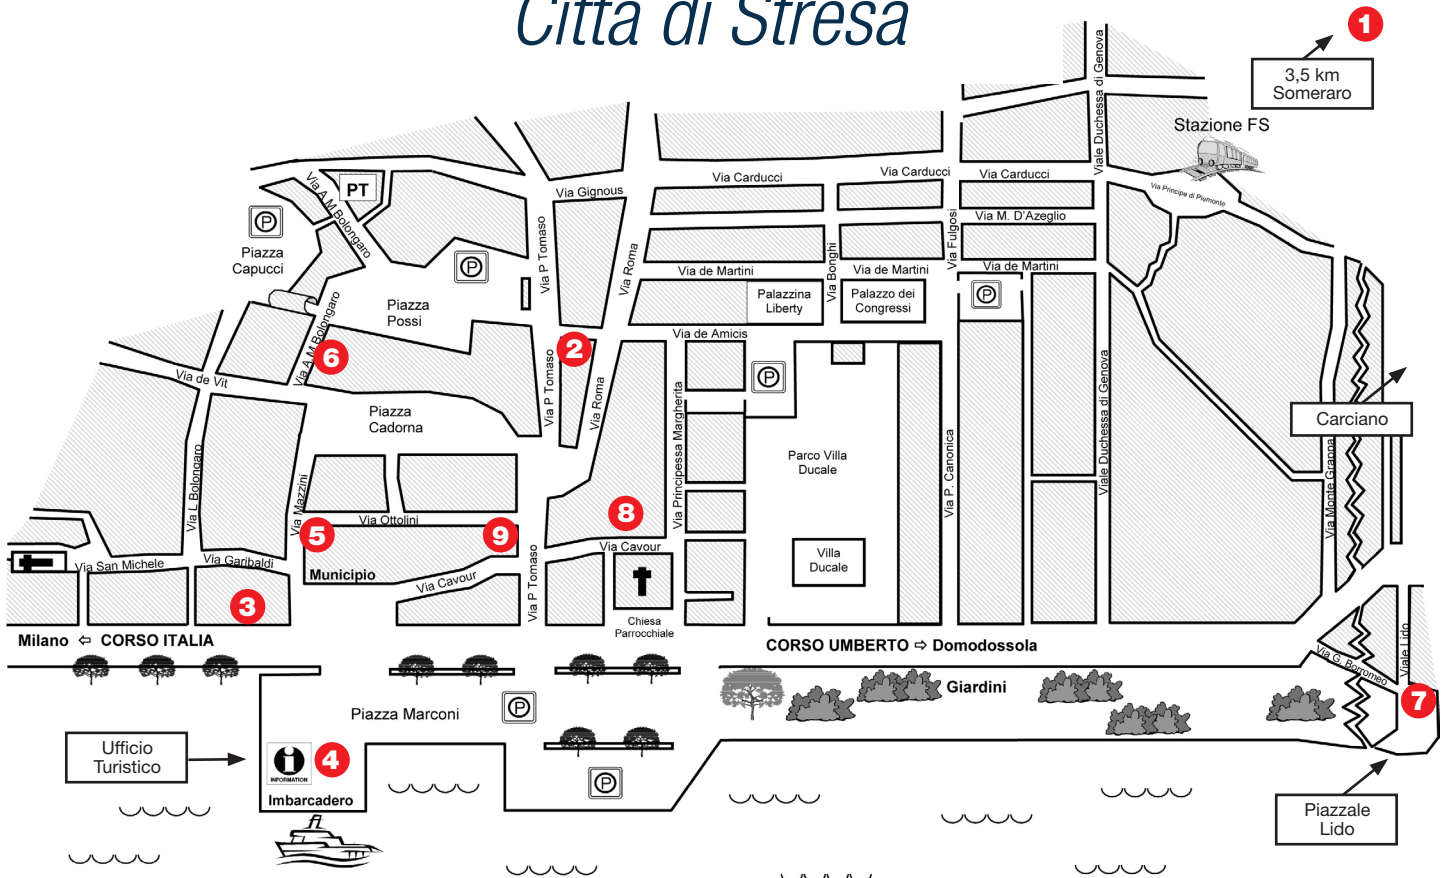 Città di Stresa
1
3,5 km
Someraro
Stazione FS
Viale Duchessa di Genova
Via Principa di Piemonte
Via Carducci
Via Carducci
Via Carducci
Via Gignous
PT
Via A.M Bolongaro
P
Piazza
Capucci
P
Via P Tomaso
Via Roma
Via M. D'Azeglio
Via Fulgosi
Via de Martini
Via de Martini
Via de Martini
Via Bonghi
Palazzina
Liberty
Palazzo dei
Congressi
P
Piazza
Possi
Via A.M Bolongaro
6
2
Via de Amicis
P
Via de Vit
Piazza
Cadorna
Via P Tomaso
Via Roma
Via Principessa Margherita
Viale Duchessa di Genova
Carciano
Via Monte Grappa
Via L Bolongaro
Via Mazzini
Parco Villa
Ducale
Via P. Canonica
Via Ottolini
5
9
8
Via San Michele
Via Garibaldi
Municipio
Via Cavour
Via Cavour
Via P Tomaso
Villa
Ducale
3
Chiesa
Parrocchiale
Milano ⇦ CORSO ITALIA
CORSO UMBERTO ⇨ Domodossola
Via G. Borromeo
Viale Lido
7
Giardini
Piazza Marconi
P
Ufficio
Turistico
i
INFORMATION
4
Imbarcadero
P
Piazzale
Lido